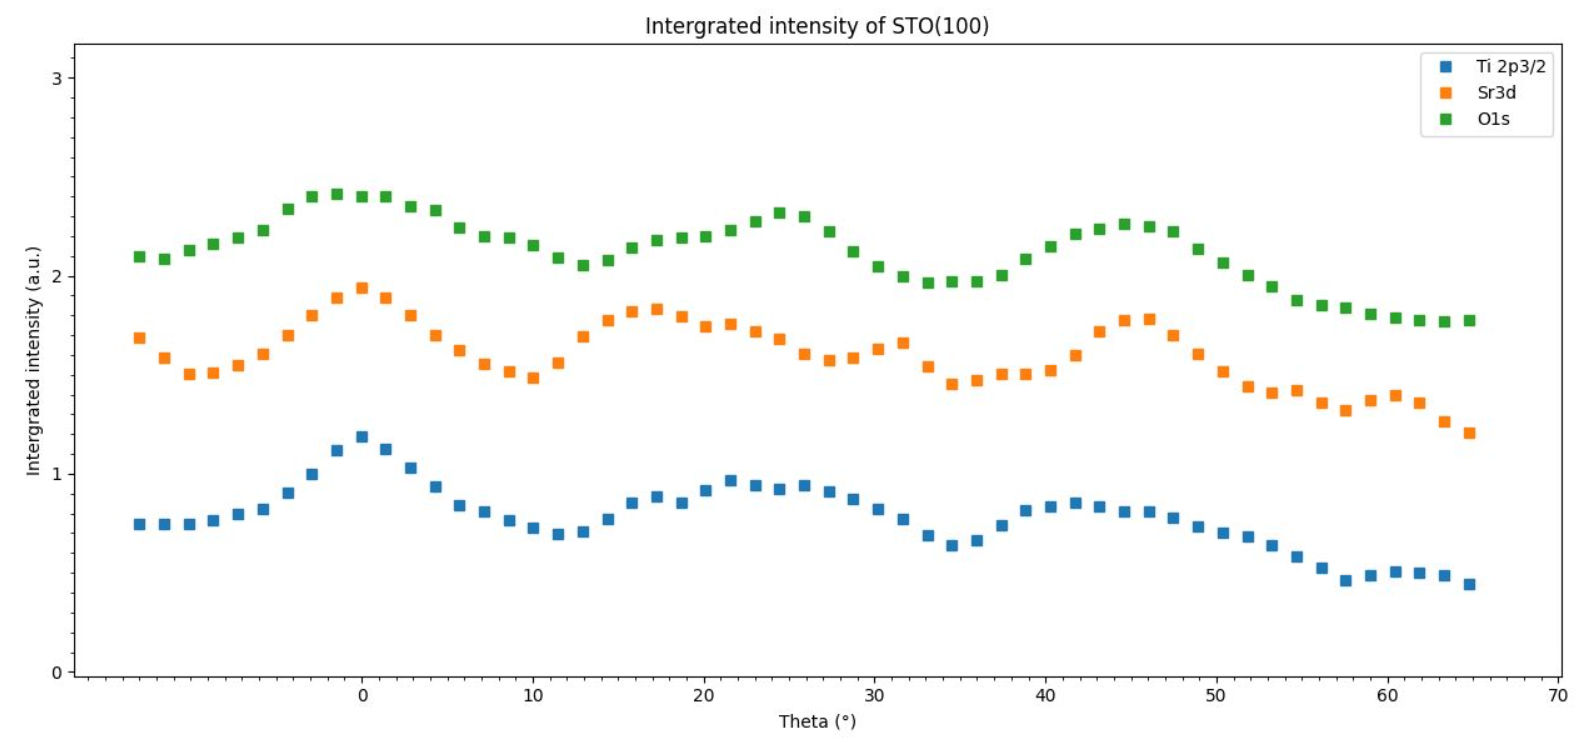 Intergrated intensity of STO(100)
Ti 2p3/2
Sr3d
O1s
Intergrated intensity (a.u.)
3
2
1
0
0 10 20 30 40 50 60 70
Theta (°)